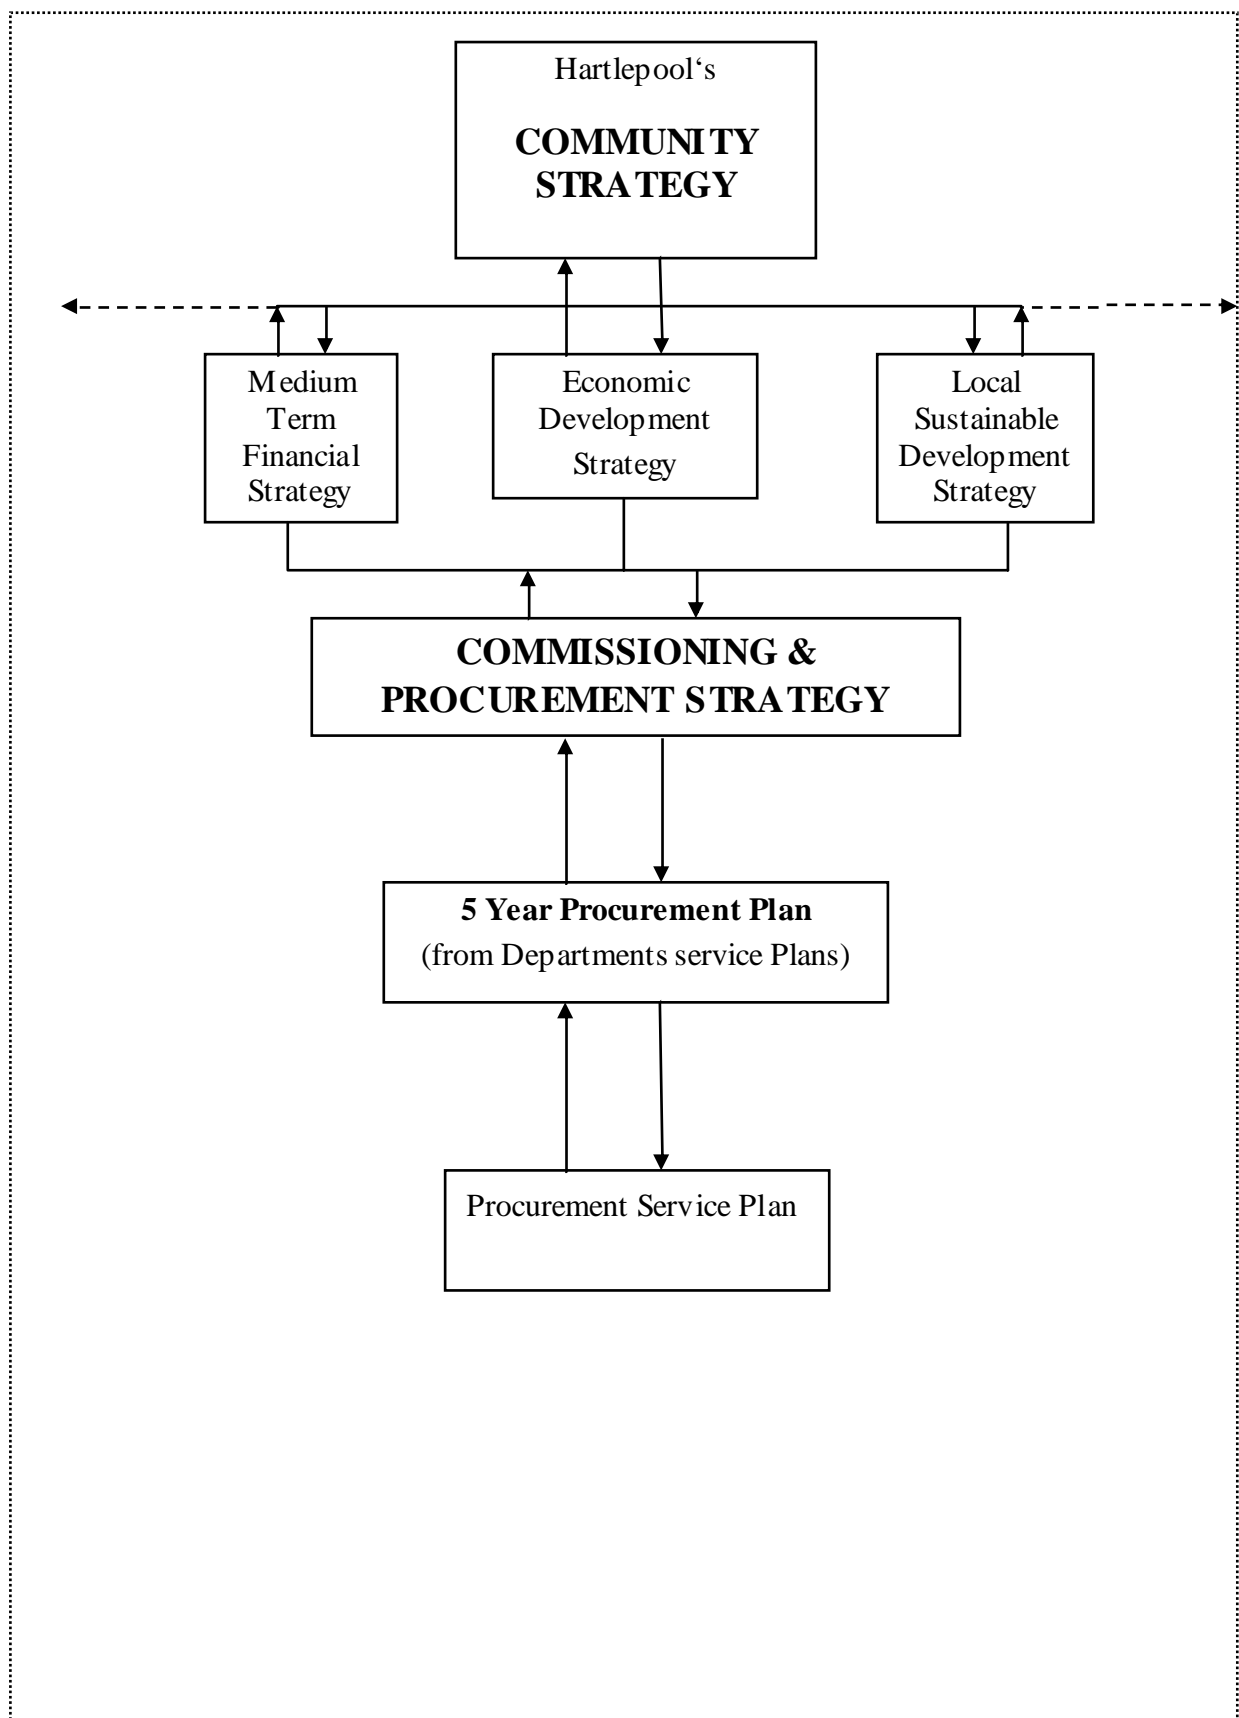 Hartlepool‘s
COMMUNITY
STRATEGY
Medium
Term
Financial
Strategy
Economic
Development
Strategy
Local
Sustainable
Development
Strategy
COMMISSIONING &
PROCUREMENT STRATEGY
5 Year Procurement Plan
(from Departments service Plans)
Procurement Service Plan